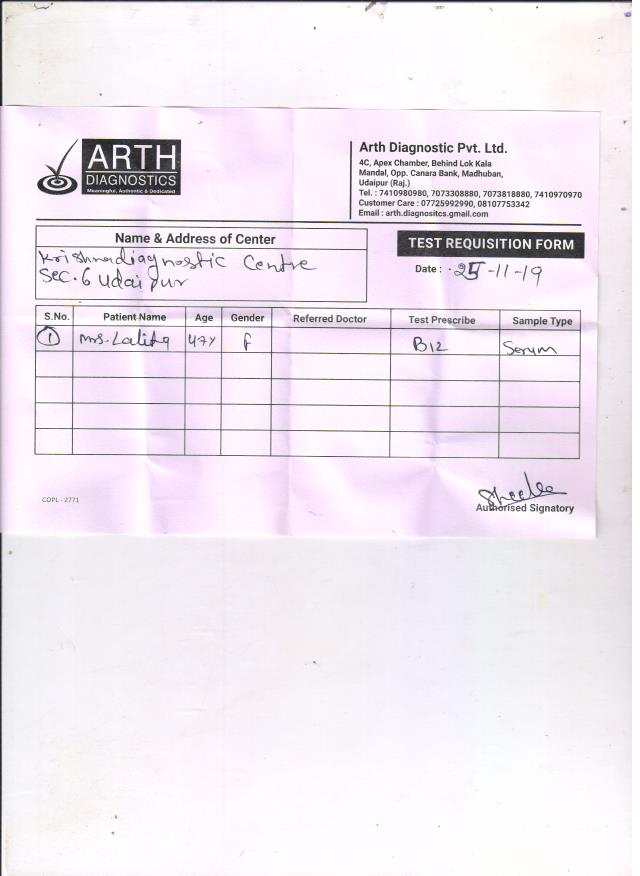 ARTH
DIAGNOSTICS
Meaningful, Authentic & Dedicated
Arth Diagnostic Pvt. Ltd.
4C, Apex Chamber, Behind Lok Kala
Mandal, Opp. Canara Bank, Madhuban,
Udaipur (Raj.)
Tel. : 7410980980, 7073308880, 7073818880, 7410970970
Customer Care : 07725992990, 08107753342
Email : arth.diagnositcs.gmail.com
Name & Address of Center
Krishnadiagnostic Centre
Sec. 6 Udaipur
TEST REQUISITION FORM
Date : 25-11-19
S.No. Patient Name Age Gender Referred Doctor Test Prescribe Sample Type
1 Mrs. Lalita 47Y F B12 Serum
Sheela
Authorised Signatory
COPL - 2771